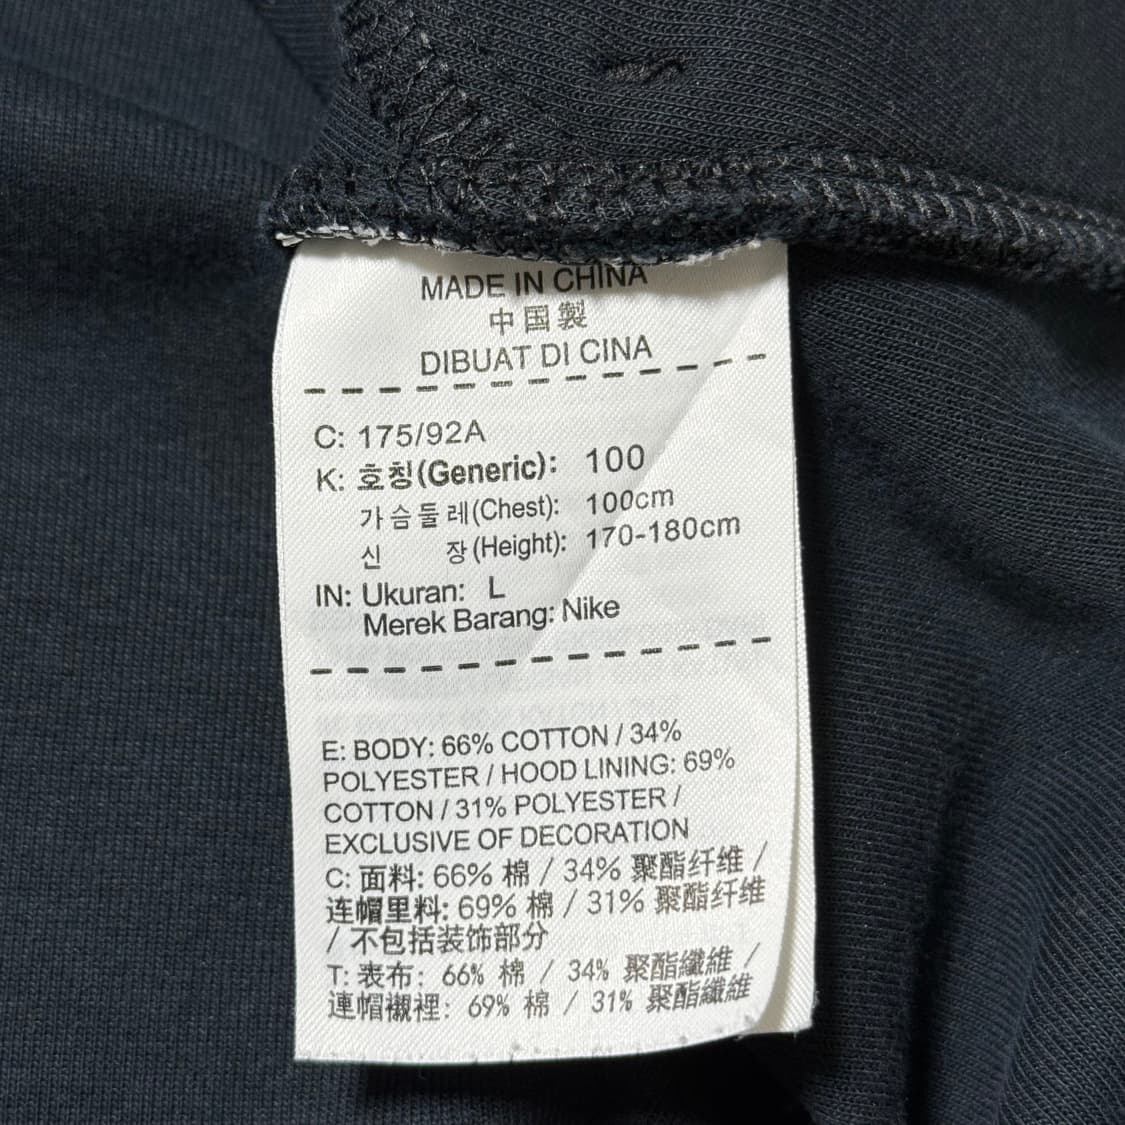 MADE IN CHINA
中国製
DIBUAT DI CINA
C: 175/92A
K: 호칭(Generic): 100
가슴둘레(Chest): 100cm
신 장(Height): 170-180cm
IN: Ukuran: L
Merek Barang: Nike
E: BODY: 66% COTTON / 34%
POLYESTER / HOOD LINING: 69%
COTTON / 31% POLYESTER /
EXCLUSIVE OF DECORATION
C: 面料: 66% 棉 / 34% 聚酯纤维 /
连帽里料: 69% 棉 / 31% 聚酯纤维
/ 不包括装饰部分
T: 表布: 66% 棉 / 34% 聚酯纖維 /
連帽襯裡: 69% 棉 / 31% 聚酯纖維